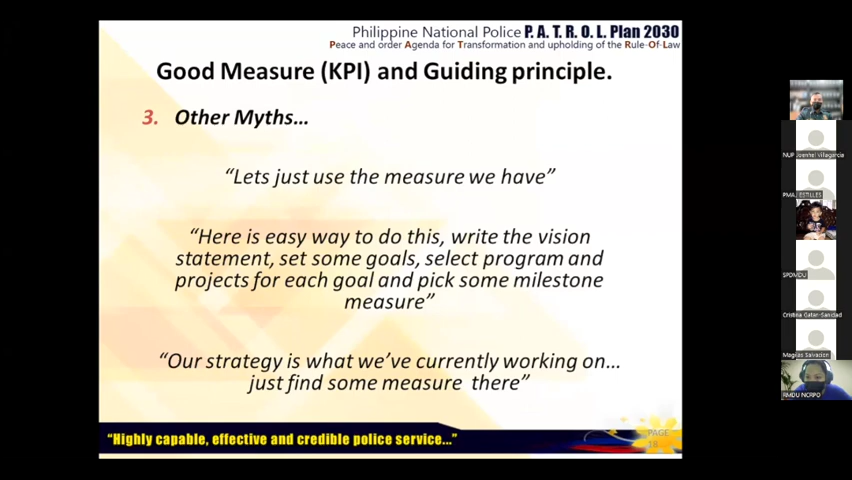 Philippine National Police P. A. T. R. O. L. Plan 2030
Peace and order Agenda for Transformation and upholding of the Rule-Of-Law
Good Measure (KPI) and Guiding principle.
3. Other Myths…
“Lets just use the measure we have”
“Here is easy way to do this, write the vision
statement, set some goals, select program and
projects for each goal and pick some milestone
measure”
“Our strategy is what we’ve currently working on…
just find some measure there”
“Highly capable, effective and credible police service…”
PAGE
18
NUP Villagarcia
PMAJ ESTILLES
SPDMDU
Cristina Gatan-Sanidad
Magilas Salvacion
RMDU NCRPO